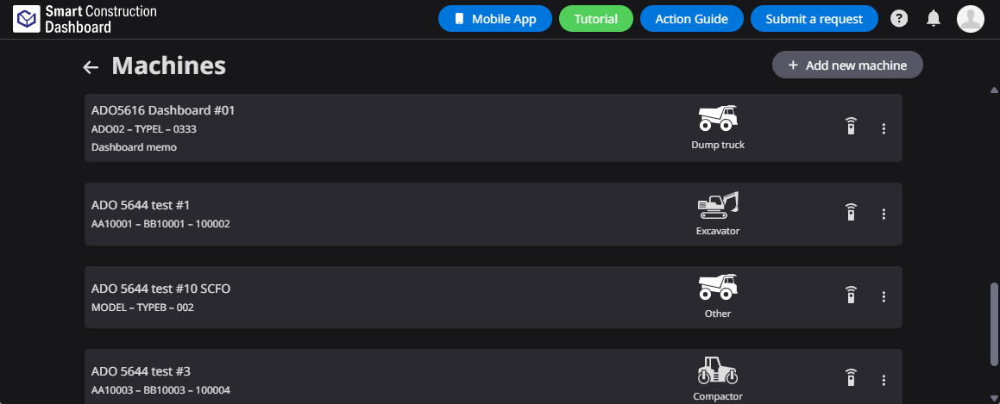 Smart Construction
Dashboard
Mobile App
Tutorial
Action Guide
Submit a request
?
Machines
+ Add new machine
ADO5616 Dashboard #01
ADO02 – TYPEL – 0333
Dashboard memo
Dump truck
ADO 5644 test #1
AA10001 – BB10001 – 100002
Excavator
ADO 5644 test #10 SCFO
MODEL – TYPEB – 002
Other
ADO 5644 test #3
AA10003 – BB10003 – 100004
Compactor